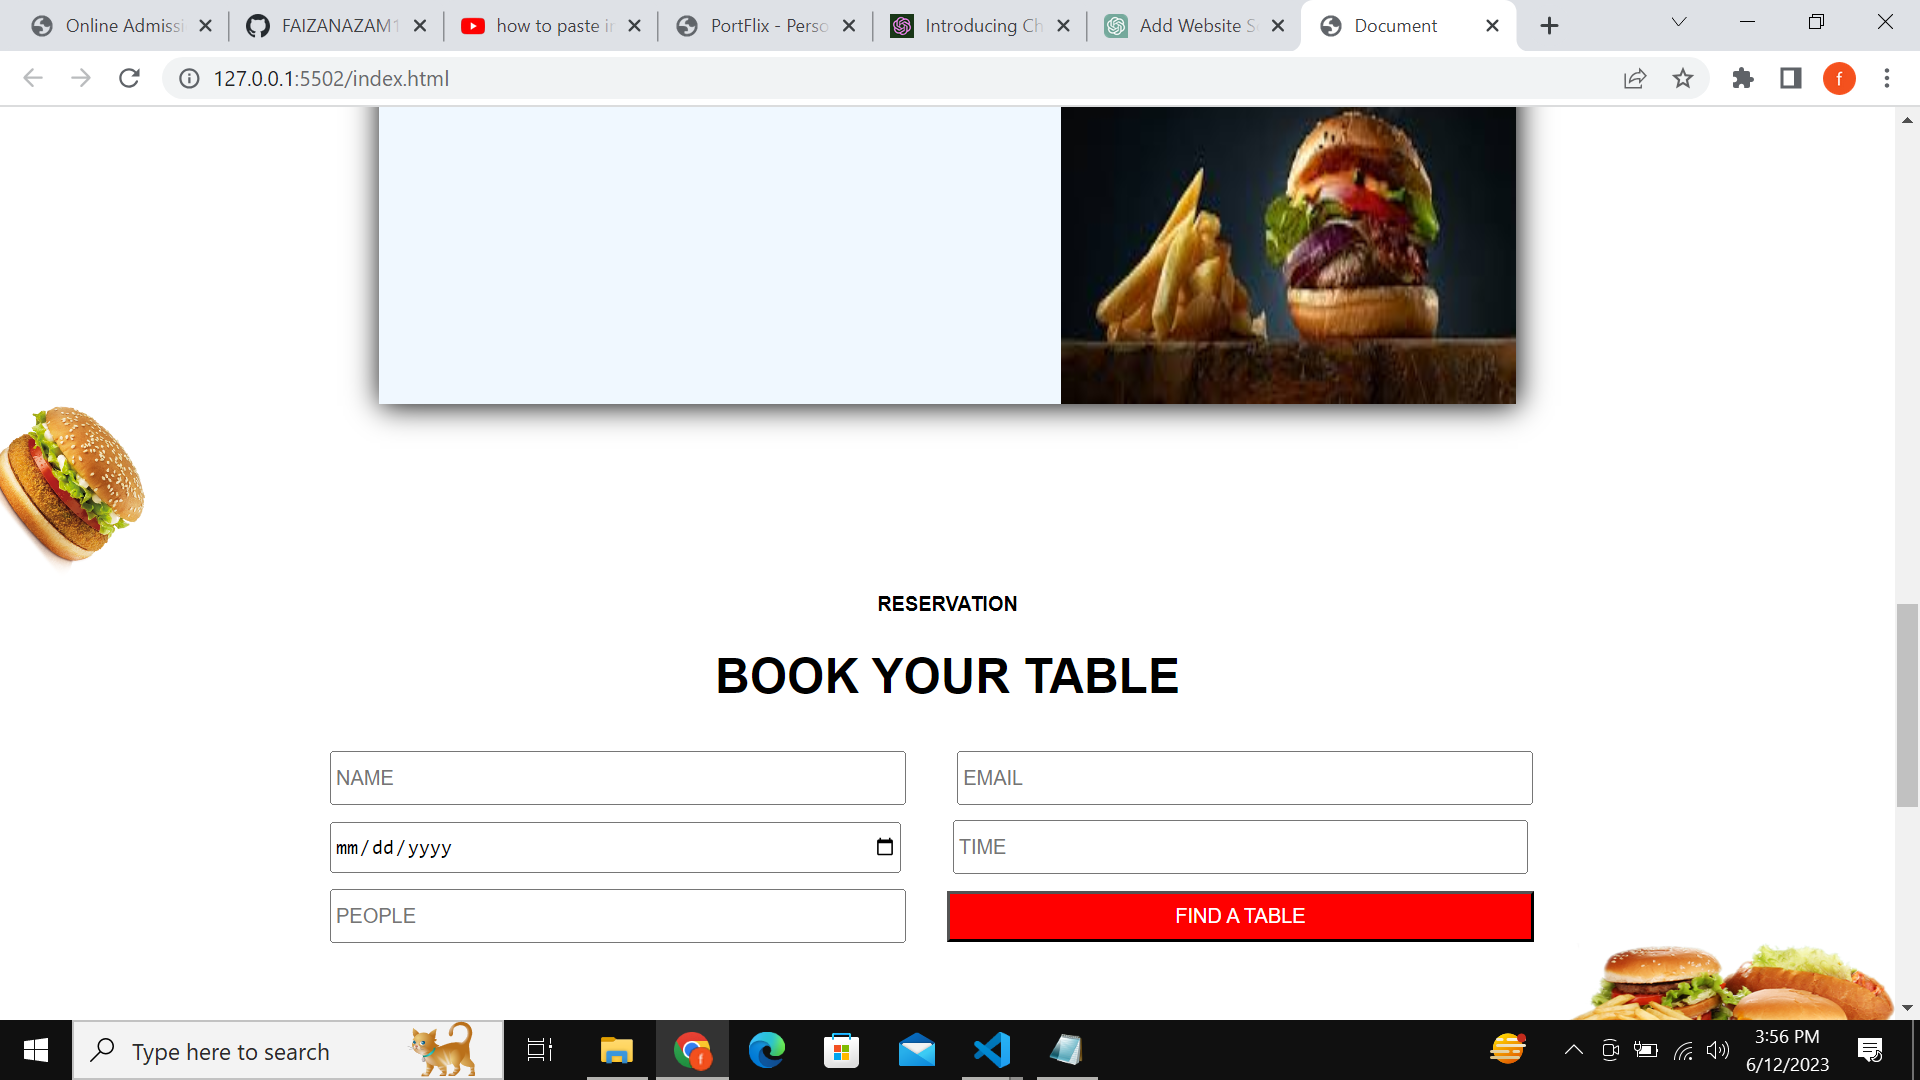 Online Admissi
FAIZANAZAM1
how to paste in
PortFlix - Perso
Introducing Ch
Add Website S
Document
127.0.0.1:5502/index.html
f
RESERVATION
BOOK YOUR TABLE
NAME
EMAIL
mm/dd/yyyy
TIME
PEOPLE
FIND A TABLE
Type here to search
f
3:56 PM
6/12/2023